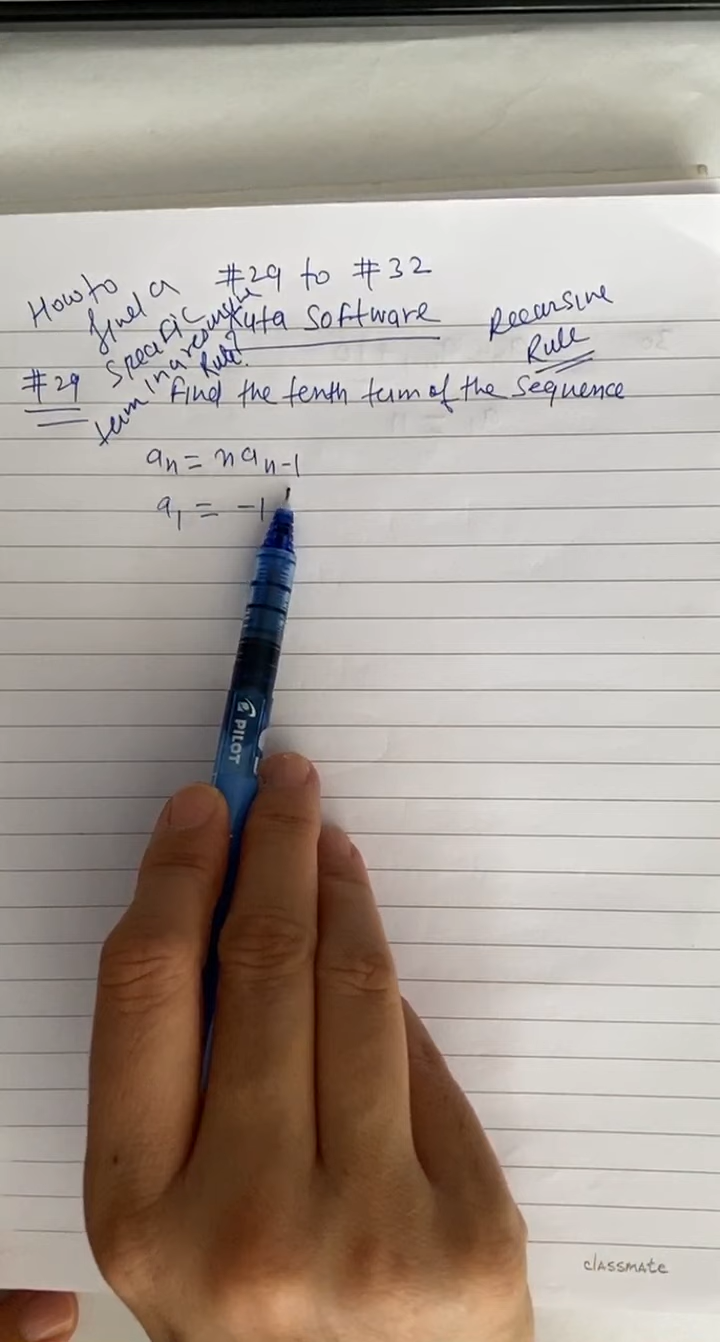 How to
find a
specific
term in a recursive
Rule?
#29 to #32
Kuta Software
Recursive
Rule
#29
Find the tenth term of the sequence
aₙ = n aₙ₋₁
a₁ = -1
PILOT
classmate